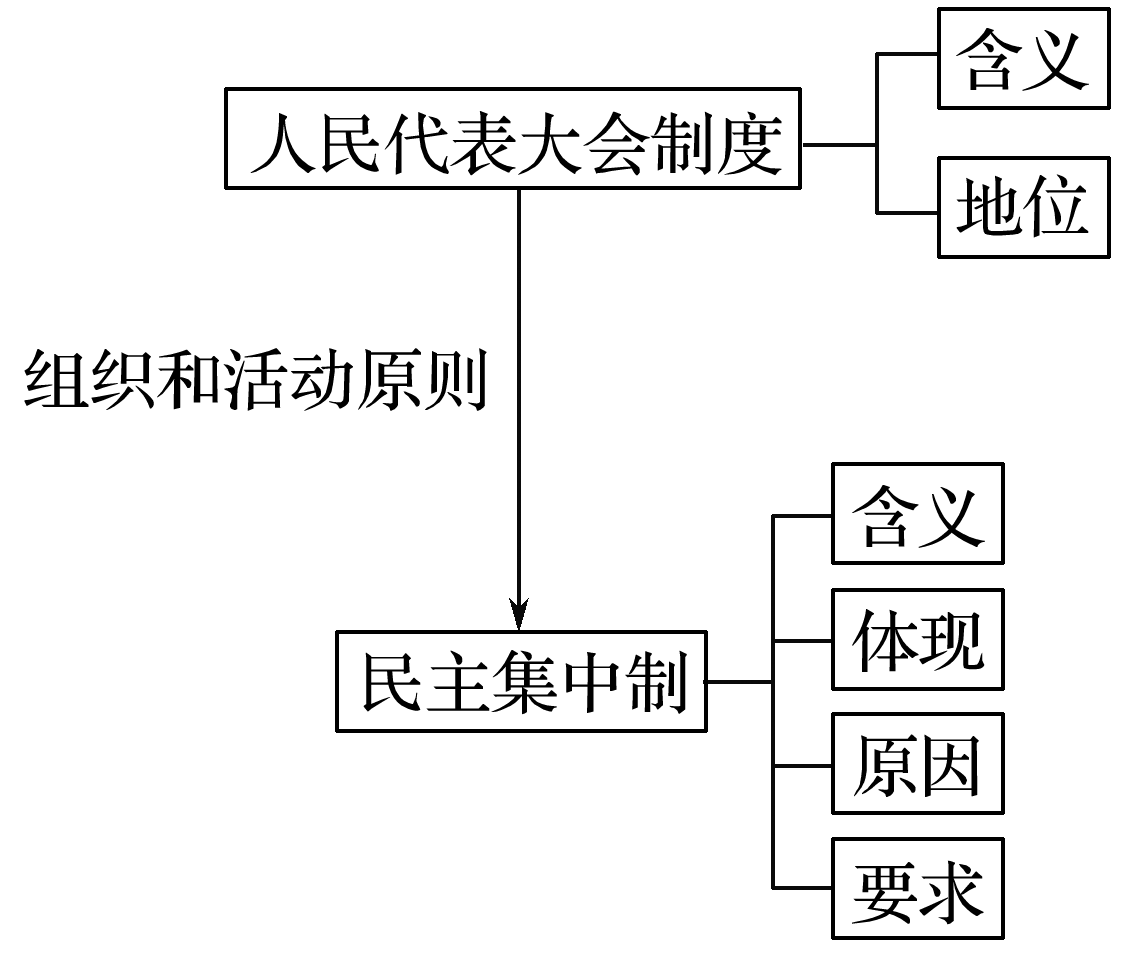 含义
人民代表大会制度
地位
组织和活动原则
含义
体现
民主集中制
原因
要求